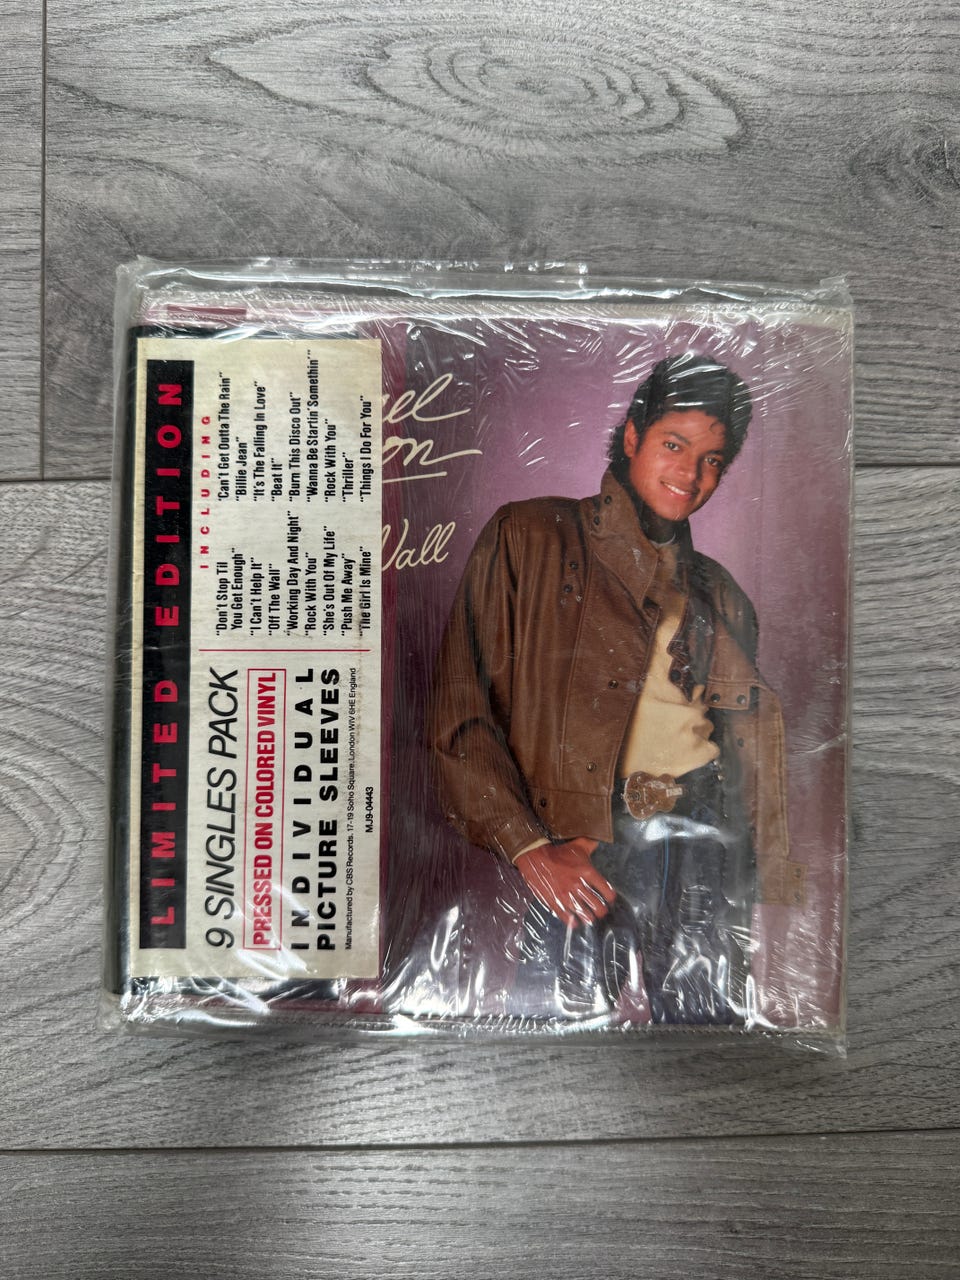 LIMITED EDITION
9 SINGLES PACK
PRESSED ON COLORED VINYL
INDIVIDUAL
PICTURE SLEEVES
Manufactured by CBS Records. 17-19 Soho Square. London WIV 6HE England
MJ9-04443
INCLUDING
"Don't Stop Til
You Get Enough"
"I Can't Help It"
"Off The Wall"
"Working Day And Night"
"Rock With You"
"She's Out Of My Life"
"Push Me Away"
"The Girl Is Mine"
"Can't Get Outta The Rain"
"Billie Jean"
"It's The Falling In Love"
"Beat It"
"Burn This Disco Out"
"Wanna Be Startin' Somethin'"
"Rock With You"
"Thriller"
"Things I Do For You"
ael
on
Wall